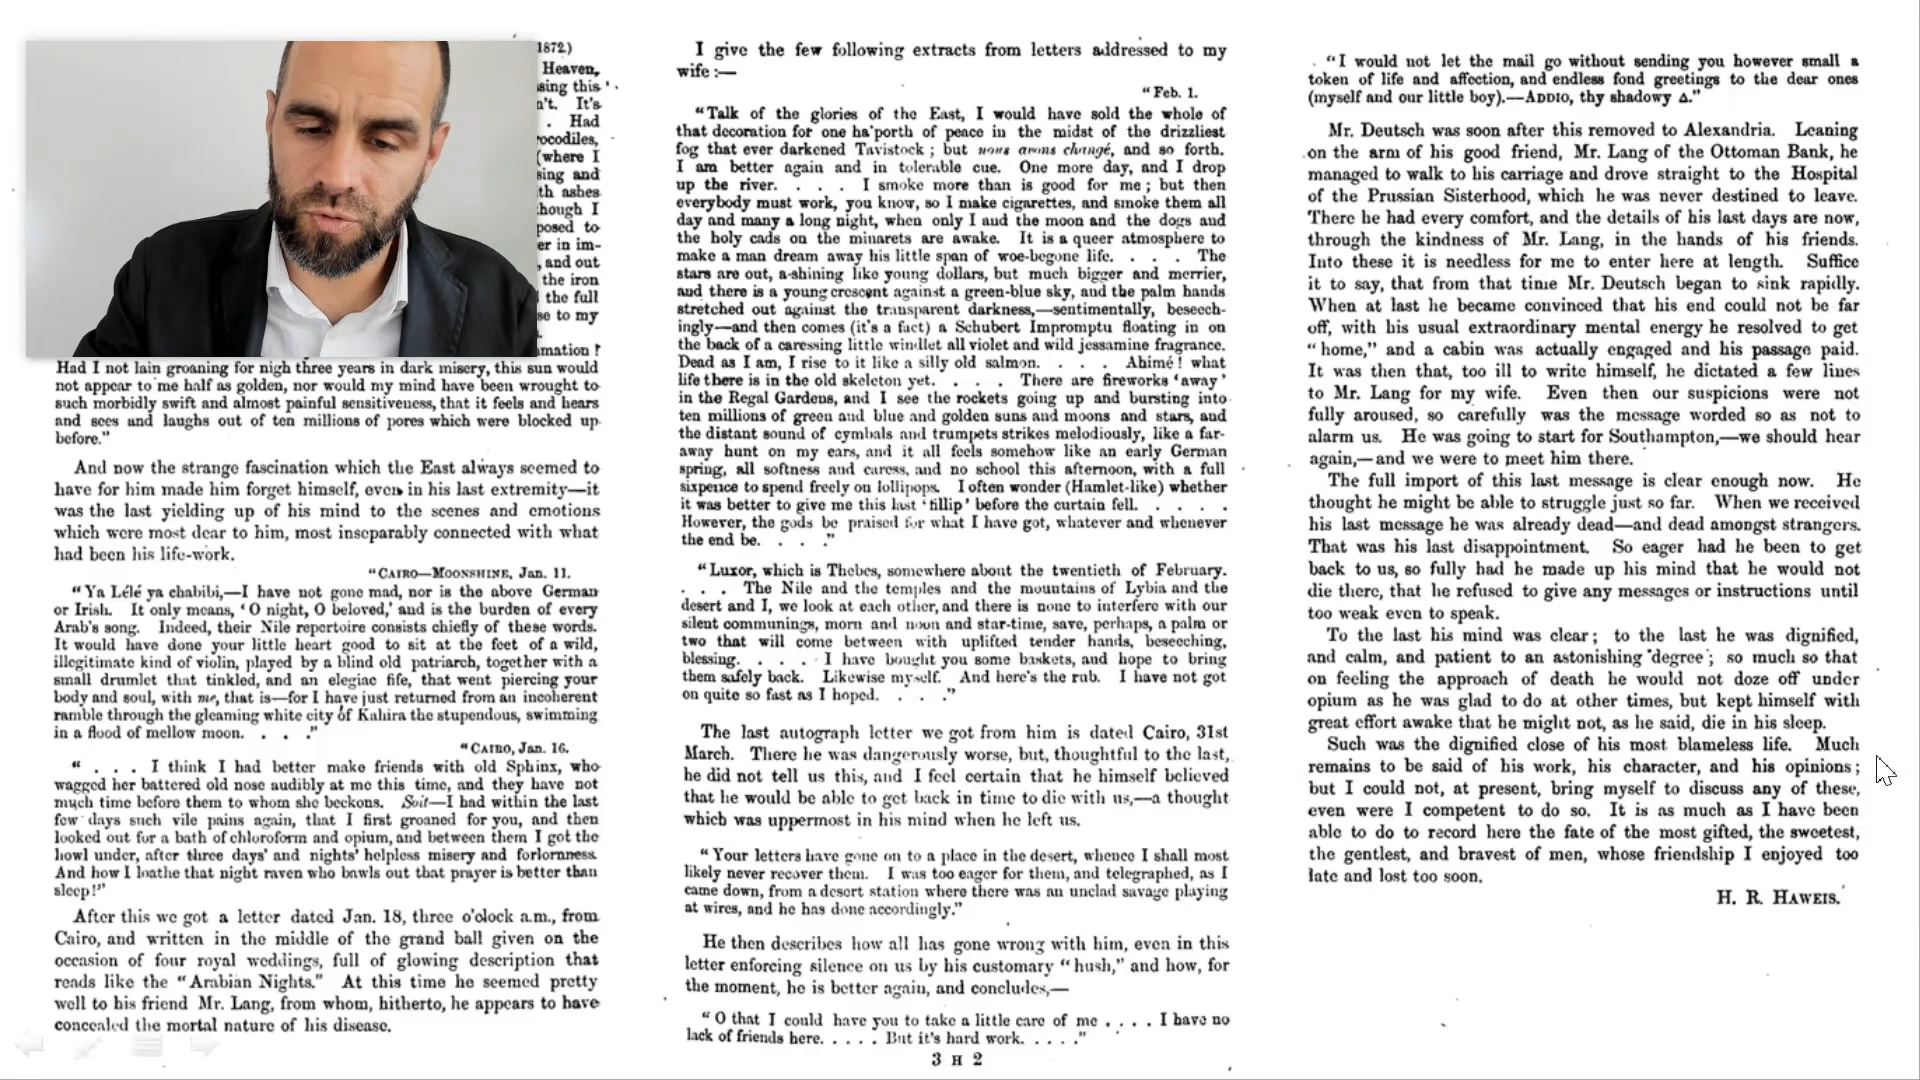 1872.)
Heaven,
sing this
n't. It's
. Had
rocodiles,
(where I
sing and
th ashes
hough I
posed to
er in im-
, and out
the iron
the full
se to my
mation ?
Had I not lain groaning for nigh three years in dark misery, this sun would
not appear to me half as golden, nor would my mind have been wrought to
such morbidly swift and almost painful sensitiveness, that it feels and hears
and sees and laughs out of ten millions of pores which were blocked up
before."
And now the strange fascination which the East always seemed to
have for him made him forget himself, even in his last extremity—it
was the last yielding up of his mind to the scenes and emotions
which were most dear to him, most inseparably connected with what
had been his life-work.
"CAIRO—MOONSHINE, Jan. 11.
"Ya Lélé ya chabibi,—I have not gone mad, nor is the above German
or Irish. It only means, 'O night, O beloved,' and is the burden of every
Arab's song. Indeed, their Nile repertoire consists chiefly of these words.
It would have done your little heart good to sit at the feet of a wild,
illegitimate kind of violin, played by a blind old patriarch, together with a
small drumlet that tinkled, and an elegiac fife, that went piercing your
body and soul, with me, that is—for I have just returned from an incoherent
ramble through the gleaming white city of Kahira the stupendous, swimming
in a flood of mellow moon. . . ."
"CAIRO, Jan. 16.
" . . . I think I had better make friends with old Sphinx, who
wagged her battered old nose audibly at me this time, and they have not
much time before them to whom she beckons. Soit—I had within the last
few days such vile pains again, that I first groaned for you, and then
looked out for a bath of chloroform and opium, and between them I got the
howl under, after three days' and nights' helpless misery and forlornness.
And how I loathe that night raven who bawls out that prayer is better than
sleep!"
After this we got a letter dated Jan. 18, three o'clock a.m., from
Cairo, and written in the middle of the grand ball given on the
occasion of four royal weddings, full of glowing description that
reads like the "Arabian Nights." At this time he seemed pretty
well to his friend Mr. Lang, from whom, hitherto, he appears to have
concealed the mortal nature of his disease.
I give the few following extracts from letters addressed to my
wife :—
"Feb. 1.
"Talk of the glories of the East, I would have sold the whole of
that decoration for one ha'porth of peace in the midst of the drizzliest
fog that ever darkened Tavistock ; but nous avons changé, and so forth.
I am better again and in tolerable cue. One more day, and I drop
up the river. . . . I smoke more than is good for me ; but then
everybody must work, you know, so I make cigarettes, and smoke them all
day and many a long night, when only I and the moon and the dogs and
the holy cads on the minarets are awake. It is a queer atmosphere to
make a man dream away his little span of woe-begone life. . . . The
stars are out, a-shining like young dollars, but much bigger and merrier,
and there is a young crescent against a green-blue sky, and the palm hands
stretched out against the transparent darkness,—sentimentally, beseech-
ingly—and then comes (it's a fact) a Schubert Impromptu floating in on
the back of a caressing little windlet all violet and wild jessamine fragrance.
Dead as I am, I rise to it like a silly old salmon. . . . Ahimé ! what
life there is in the old skeleton yet. . . . There are fireworks 'away'
in the Regal Gardens, and I see the rockets going up and bursting into
ten millions of green and blue and golden suns and moons and stars, and
the distant sound of cymbals and trumpets strikes melodiously, like a far-
away hunt on my ears, and it all feels somehow like an early German
spring, all softness and caress, and no school this afternoon, with a full
sixpence to spend freely on lollipops. I often wonder (Hamlet-like) whether
it was better to give me this last 'fillip' before the curtain fell. . . . .
However, the gods be praised for what I have got, whatever and whenever
the end be. . . ."
"Luxor, which is Thebes, somewhere about the twentieth of February.
. . . The Nile and the temples and the mountains of Lybia and the
desert and I, we look at each other, and there is none to interfere with our
silent communings, morn and noon and star-time, save, perhaps, a palm or
two that will come between with uplifted tender hands, beseeching,
blessing. . . . I have bought you some baskets, and hope to bring
them safely back. Likewise myself. And here's the rub. I have not got
on quite so fast as I hoped. . . ."
The last autograph letter we got from him is dated Cairo, 31st
March. There he was dangerously worse, but, thoughtful to the last,
he did not tell us this, and I feel certain that he himself believed
that he would be able to get back in time to die with us,—a thought
which was uppermost in his mind when he left us.
"Your letters have gone on to a place in the desert, whence I shall most
likely never recover them. I was too eager for them, and telegraphed, as I
came down, from a desert station where there was an unclad savage playing
at wires, and he has done accordingly."
He then describes how all has gone wrong with him, even in this
letter enforcing silence on us by his customary "hush," and how, for
the moment, he is better again, and concludes,—
"O that I could have you to take a little care of me . . . . I have no
lack of friends here. . . . . But it's hard work. . . . ."
3 H 2
"I would not let the mail go without sending you however small a
token of life and affection, and endless fond greetings to the dear ones
(myself and our little boy).—ADDIO, thy shadowy Δ."
Mr. Deutsch was soon after this removed to Alexandria. Leaning
on the arm of his good friend, Mr. Lang of the Ottoman Bank, he
managed to walk to his carriage and drove straight to the Hospital
of the Prussian Sisterhood, which he was never destined to leave.
There he had every comfort, and the details of his last days are now,
through the kindness of Mr. Lang, in the hands of his friends.
Into these it is needless for me to enter here at length. Suffice
it to say, that from that time Mr. Deutsch began to sink rapidly.
When at last he became convinced that his end could not be far
off, with his usual extraordinary mental energy he resolved to get
"home," and a cabin was actually engaged and his passage paid.
It was then that, too ill to write himself, he dictated a few lines
to Mr. Lang for my wife. Even then our suspicions were not
fully aroused, so carefully was the message worded so as not to
alarm us. He was going to start for Southampton,—we should hear
again,—and we were to meet him there.
The full import of this last message is clear enough now. He
thought he might be able to struggle just so far. When we received
his last message he was already dead—and dead amongst strangers.
That was his last disappointment. So eager had he been to get
back to us, so fully had he made up his mind that he would not
die there, that he refused to give any messages or instructions until
too weak even to speak.
To the last his mind was clear ; to the last he was dignified,
and calm, and patient to an astonishing degree ; so much so that
on feeling the approach of death he would not doze off under
opium as he was glad to do at other times, but kept himself with
great effort awake that he might not, as he said, die in his sleep.
Such was the dignified close of his most blameless life. Much
remains to be said of his work, his character, and his opinions ;
but I could not, at present, bring myself to discuss any of these,
even were I competent to do so. It is as much as I have been
able to do to record here the fate of the most gifted, the sweetest,
the gentlest, and bravest of men, whose friendship I enjoyed too
late and lost too soon.
H. R. HAWEIS.